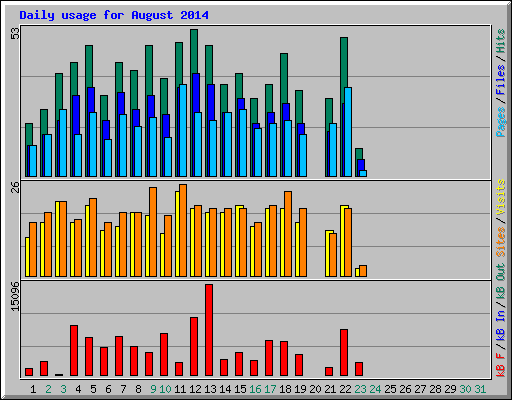 Daily usage for August 2014
53
Pages / Files / Hits
26
Sites / Visits
15096
kB F / kB In / kB Out
1 2 3 4 5 6 7 8 9 10 11 12 13 14 15 16 17 18 19 20 21 22 23 24 25 26 27 28 29 30 31